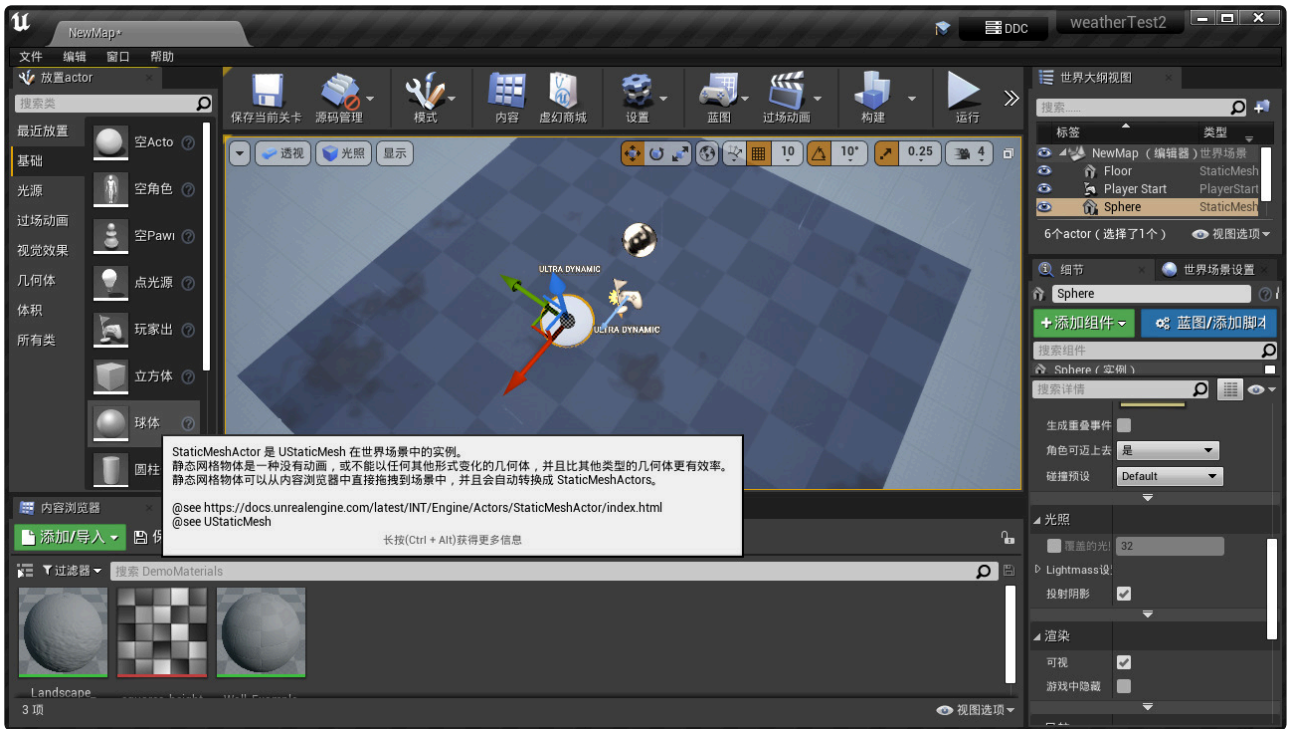 NewMap*
DDC
weatherTest2
文件 编辑 窗口 帮助
放置actor
搜索类
最近放置
基础
光源
过场动画
视觉效果
几何体
体积
所有类
空Acto
空角色
空Pawı
点光源
玩家出
立方体
球体
圆柱
保存当前关卡 源码管理 模式 内容 虚幻商城 设置 蓝图 过场动画 构建 运行
透视 光照 显示
10 10° 0.25 4
ULTRA DYNAMIC
ULTRA DYNAMIC
StaticMeshActor 是 UStaticMesh 在世界场景中的实例。
静态网格物体是一种没有动画，或不能以任何其他形式变化的几何体，并且比其他类型的几何体更有效率。
静态网格物体可以从内容浏览器中直接拖拽到场景中，并且会自动转换成 StaticMeshActors。
@see https://docs.unrealengine.com/latest/INT/Engine/Actors/StaticMeshActor/index.html
@see UStaticMesh
长按(Ctrl + Alt)获得更多信息
内容浏览器
添加/导入
过滤器 搜索 DemoMaterials
Landscape_
3 项
视图选项
世界大纲视图
搜索......
标签 类型
NewMap（编辑器）世界场景
Floor StaticMesh
Player Start PlayerStart
Sphere StaticMesh
6个actor（选择了1个） 视图选项
细节 世界场景设置
Sphere
+添加组件 蓝图/添加脚本
搜索组件
Sphere（实例）
搜索详情
生成重叠事件
角色可迈上去 是
碰撞预设 Default
光照
覆盖的光 32
Lightmass设
投射阴影
渲染
可视
游戏中隐藏